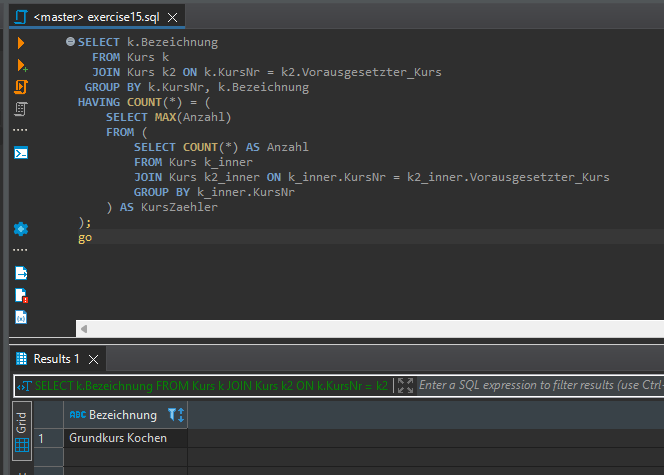 <master> exercise15.sql
SELECT k.Bezeichnung
FROM Kurs k
JOIN Kurs k2 ON k.KursNr = k2.Vorausgesetzter_Kurs
GROUP BY k.KursNr, k.Bezeichnung
HAVING COUNT(*) = (
SELECT MAX(Anzahl)
FROM (
SELECT COUNT(*) AS Anzahl
FROM Kurs k_inner
JOIN Kurs k2_inner ON k_inner.KursNr = k2_inner.Vorausgesetzter_Kurs
GROUP BY k_inner.KursNr
) AS KursZaehler
);
go
Results 1
SELECT k.Bezeichnung FROM Kurs k JOIN Kurs k2 ON k.KursNr = k2
Enter a SQL expression to filter results (use Ctrl-
Grid
ABC Bezeichnung
1 Grundkurs Kochen